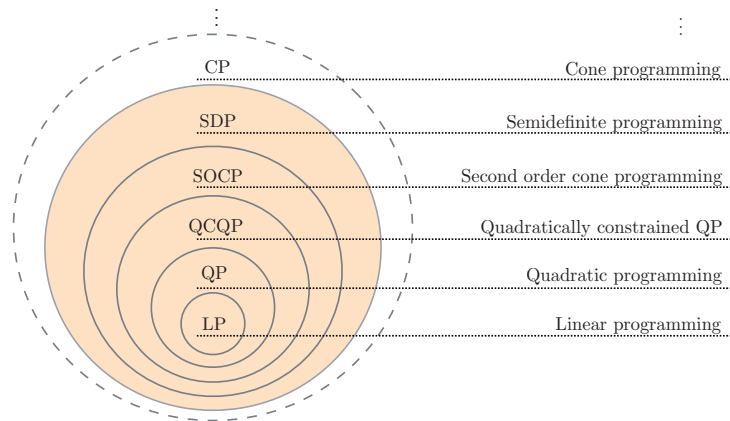 ⋮ ⋮
CP Cone programming
SDP Semidefinite programming
SOCP Second order cone programming
QCQP Quadratically constrained QP
QP Quadratic programming
LP Linear programming